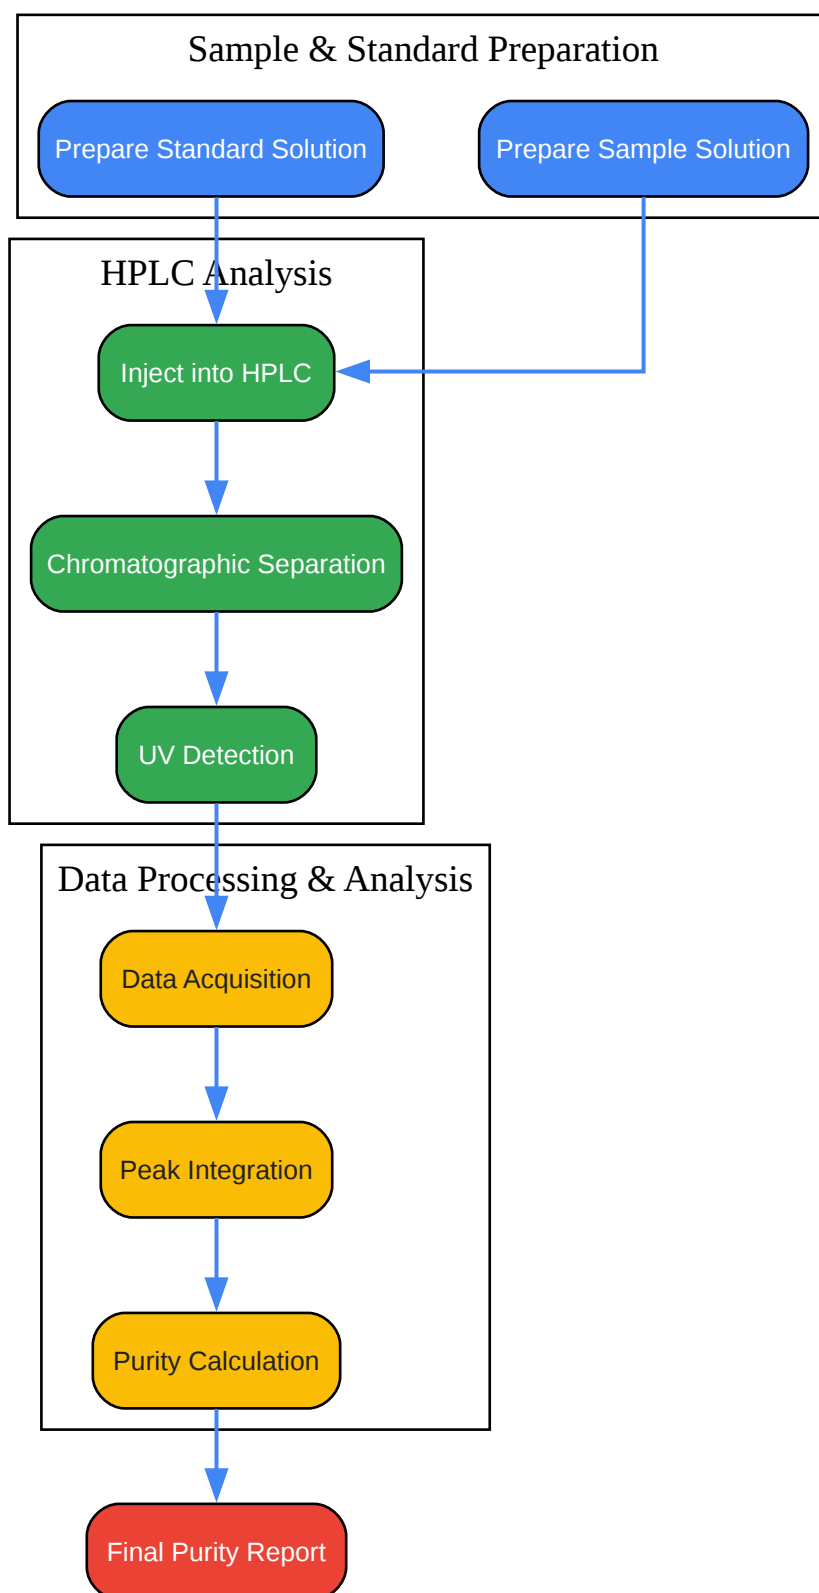 Sample & Standard Preparation
Prepare Standard Solution
Prepare Sample Solution
HPLC Analysis
Inject into HPLC
Chromatographic Separation
UV Detection
Data Processing & Analysis
Data Acquisition
Peak Integration
Purity Calculation
Final Purity Report